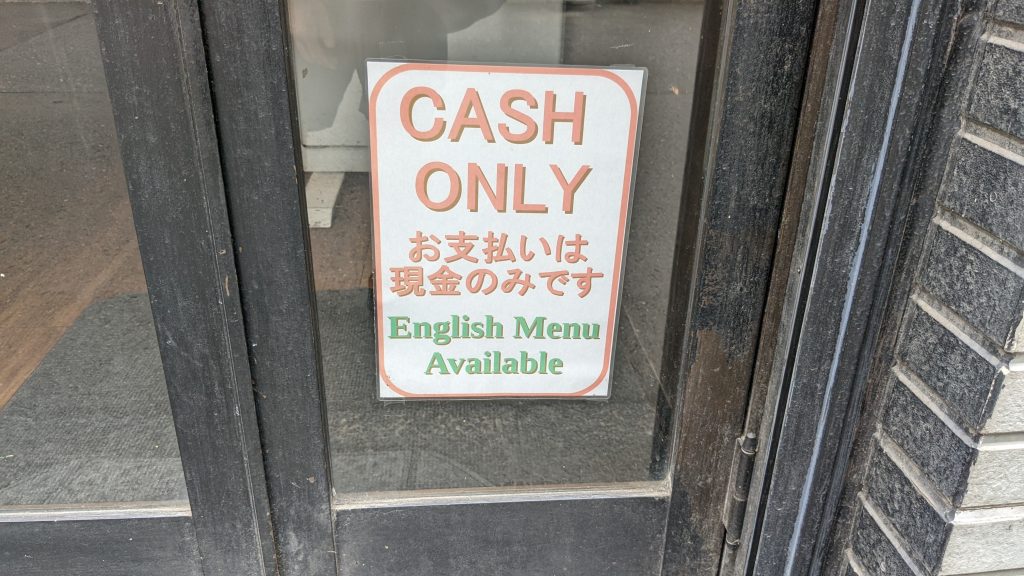 CASH
ONLY
お支払いは
現金のみです
English Menu
Available